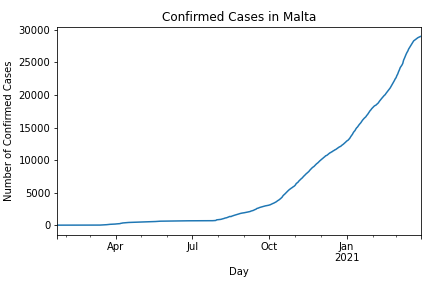 Confirmed Cases in Malta
Number of Confirmed Cases
30000
25000
20000
15000
10000
5000
0
Apr
Jul
Oct
Jan
2021
Day